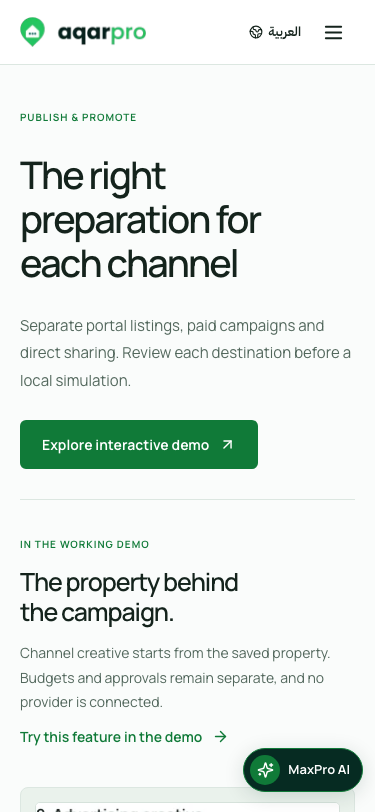 aqarpro
العربية
PUBLISH & PROMOTE
The right
preparation for
each channel
Separate portal listings, paid campaigns and
direct sharing. Review each destination before a
local simulation.
Explore interactive demo
IN THE WORKING DEMO
The property behind
the campaign.
Channel creative starts from the saved property.
Budgets and approvals remain separate, and no
provider is connected.
Try this feature in the demo
MaxPro AI